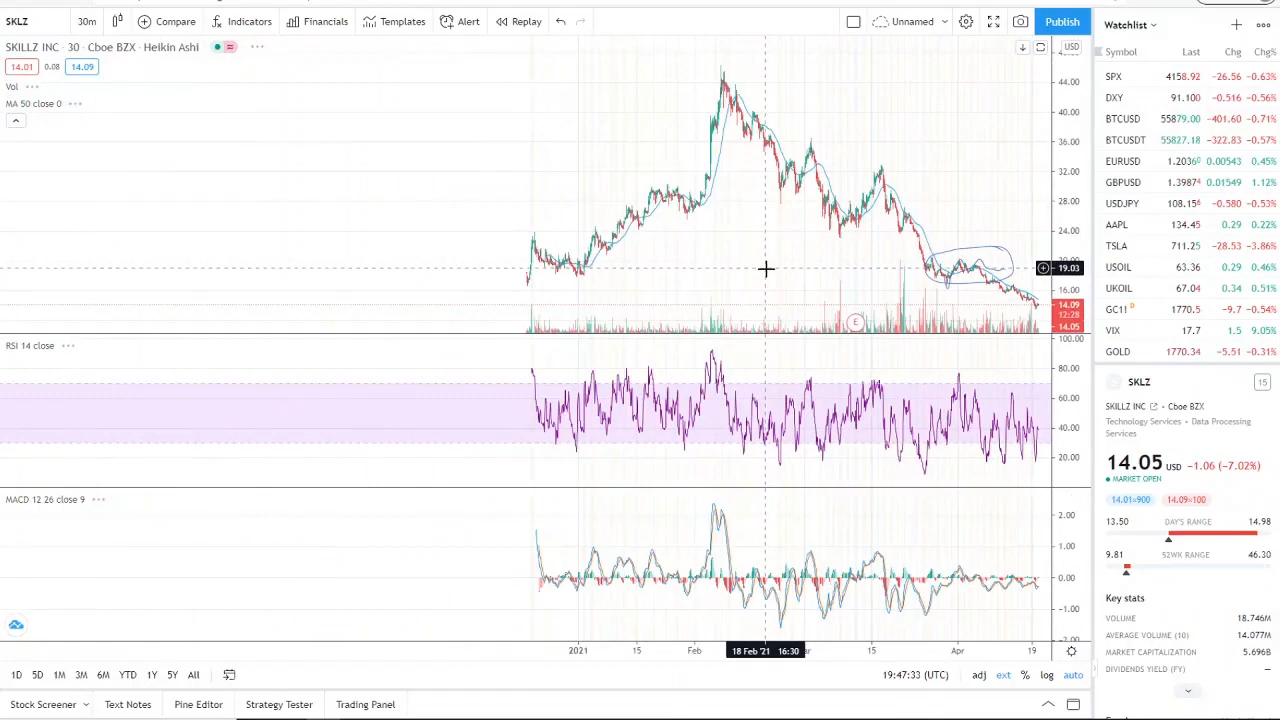 SKLZ 30m Compare Indicators Financials Templates Alert Replay Unnamed Publish
SKILLZ INC · 30 · Cboe BZX · Heikin Ashi
14.01 0.08 14.09
Vol
MA 50 close 0
USD
44.00
40.00
36.00
32.00
28.00
24.00
19.03
16.00
14.09
12:28
14.05
RSI 14 close
100.00
80.00
60.00
40.00
20.00
E
MACD 12 26 close 9
2.00
1.00
0.00
-1.00
2021 15 Feb 18 Feb '21 16:30 15 Apr 19
1D 5D 1M 3M 6M YTD 1Y 5Y All 19:47:33 (UTC) adj ext % log auto
Stock Screener Text Notes Pine Editor Strategy Tester Trading Panel
Watchlist
Symbol Last Chg Chg%
SPX 4158.92 -26.56 -0.63%
DXY 91.100 -0.516 -0.56%
BTCUSD 55879.00 -401.60 -0.71%
BTCUSDT 55827.18 -322.83 -0.57%
EURUSD 1.20360 0.00543 0.45%
GBPUSD 1.39874 0.01549 1.12%
USDJPY 108.156 -0.580 -0.53%
AAPL 134.45 0.29 0.22%
TSLA 711.25 -28.53 -3.86%
USOIL 63.36 0.29 0.46%
UKOIL 67.04 0.34 0.51%
GC1! D 1770.5 -9.7 -0.54%
VIX 17.7 1.5 9.05%
GOLD 1770.34 -5.51 -0.31%
SKLZ 15
SKILLZ INC · Cboe BZX
Technology Services · Data Processing
Services
14.05 USD -1.06 (-7.02%)
MARKET OPEN
14.01×900 14.09×100
13.50 DAY'S RANGE 14.98
9.81 52WK RANGE 46.30
Key stats
VOLUME 18.746M
AVERAGE VOLUME (10) 14.077M
MARKET CAPITALIZATION 5.696B
DIVIDENDS YIELD (FY) —